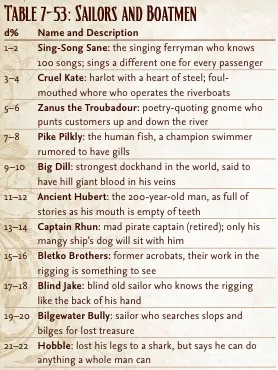 TABLE 7–53: SAILORS AND BOATMEN
d% Name and Description
1–2 Sing-Song Sane: the singing ferryman who knows
100 songs; sings a different one for every passenger
3–4 Cruel Kate: harlot with a heart of steel; foul-
mouthed whore who operates the riverboats
5–6 Zanus the Troubadour: poetry-quoting gnome who
punts customers up and down the river
7–8 Pike Pilkly: the human fish, a champion swimmer
rumored to have gills
9–10 Big Dill: strongest dockhand in the world, said to
have hill giant blood in his veins
11–12 Ancient Hubert: the 200-year-old man, as full of
stories as his mouth is empty of teeth
13–14 Captain Rhun: mad pirate captain (retired); only his
mangy ship's dog will sit with him
15–16 Bletko Brothers: former acrobats, their work in the
rigging is something to see
17–18 Blind Jake: blind old sailor who knows the rigging
like the back of his hand
19–20 Bilgewater Bully: sailor who searches slops and
bilges for lost treasure
21–22 Hobble: lost his legs to a shark, but says he can do
anything a whole man can